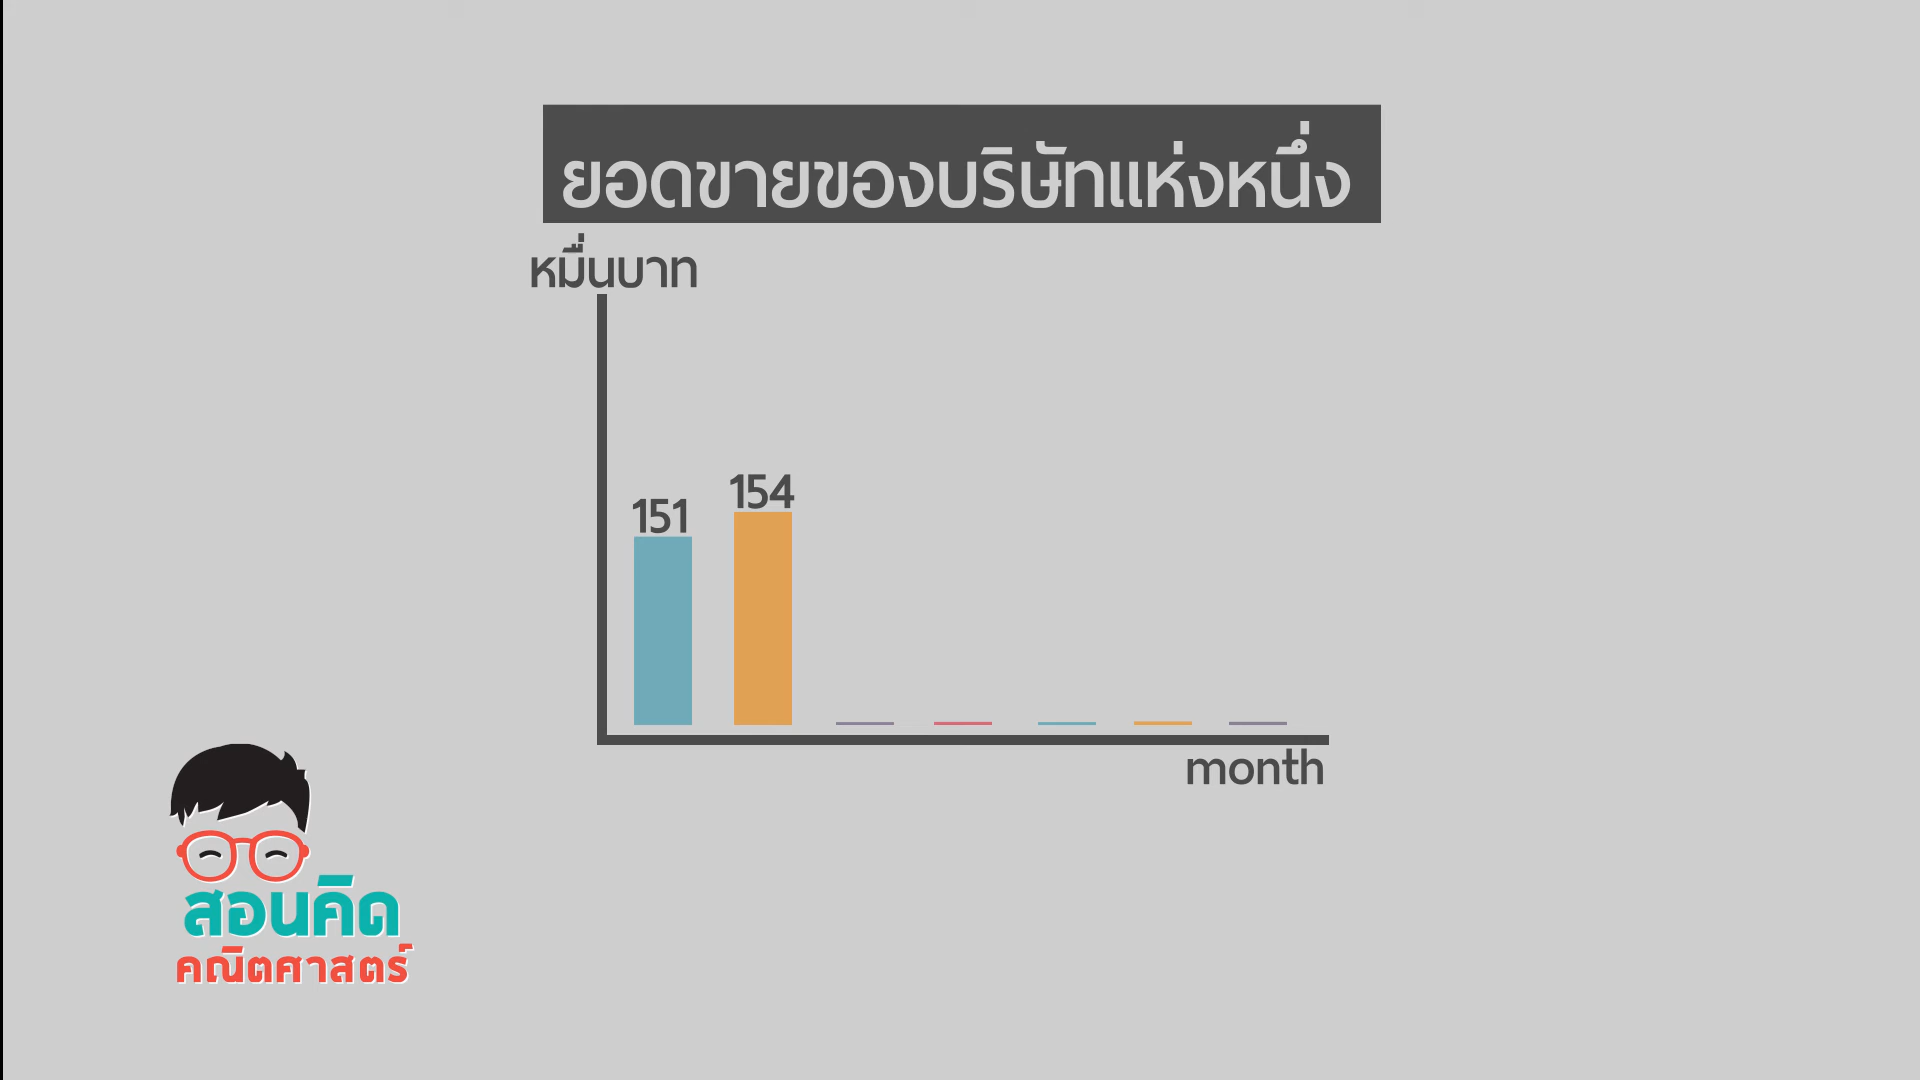 ยอดขายของบริษัทแห่งหนึ่ง
หมื่นบาท
151
154
month
สอนคิด
คณิตศาสตร์